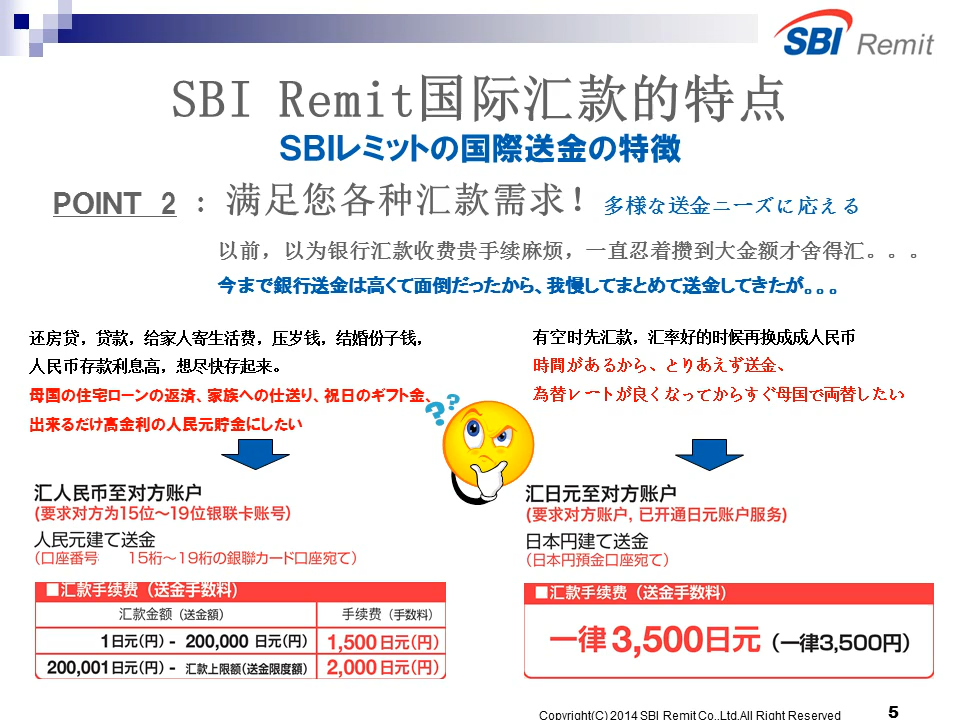 SBI Remit
SBI Remit国际汇款的特点
SBIレミットの国際送金の特徴
POINT 2 : 满足您各种汇款需求! 多様な送金ニーズに応える
以前，以为银行汇款收费贵手续麻烦，一直忍着攒到大金额才舍得汇。。。
今まで銀行送金は高くて面倒だったから、我慢してまとめて送金してきたが。。。
还房贷，贷款，给家人寄生活费，压岁钱，结婚份子钱，
人民币存款利息高，想尽快存起来。
母国の住宅ローンの返済、家族への仕送り、祝日のギフト金、
出来るだけ高金利の人民元貯金にしたい
有空时先汇款，汇率好的时候再换成成人民币
時間があるから、とりあえず送金、
為替レートが良くなってからすぐ母国で両替したい
? ?
汇人民币至对方账户
(要求对方为15位～19位银联卡账号)
人民元建て送金
（口座番号 15桁～19桁の銀聯カード口座宛て）
■汇款手续费（送金手数料）
汇款金额（送金額） 手续费（手数料）
1日元(円) - 200,000 日元(円) 1,500日元(円)
200,001日元(円) - 汇款上限额(送金限度額) 2,000日元(円)
汇日元至对方账户
(要求对方账户, 已开通日元账户服务)
日本円建て送金
（日本円預金口座宛て）
■汇款手续费（送金手数料)
一律3,500日元（一律3,500円）
Copyright(C) 2014 SBI Remit Co.,Ltd.All Right Reserved 5